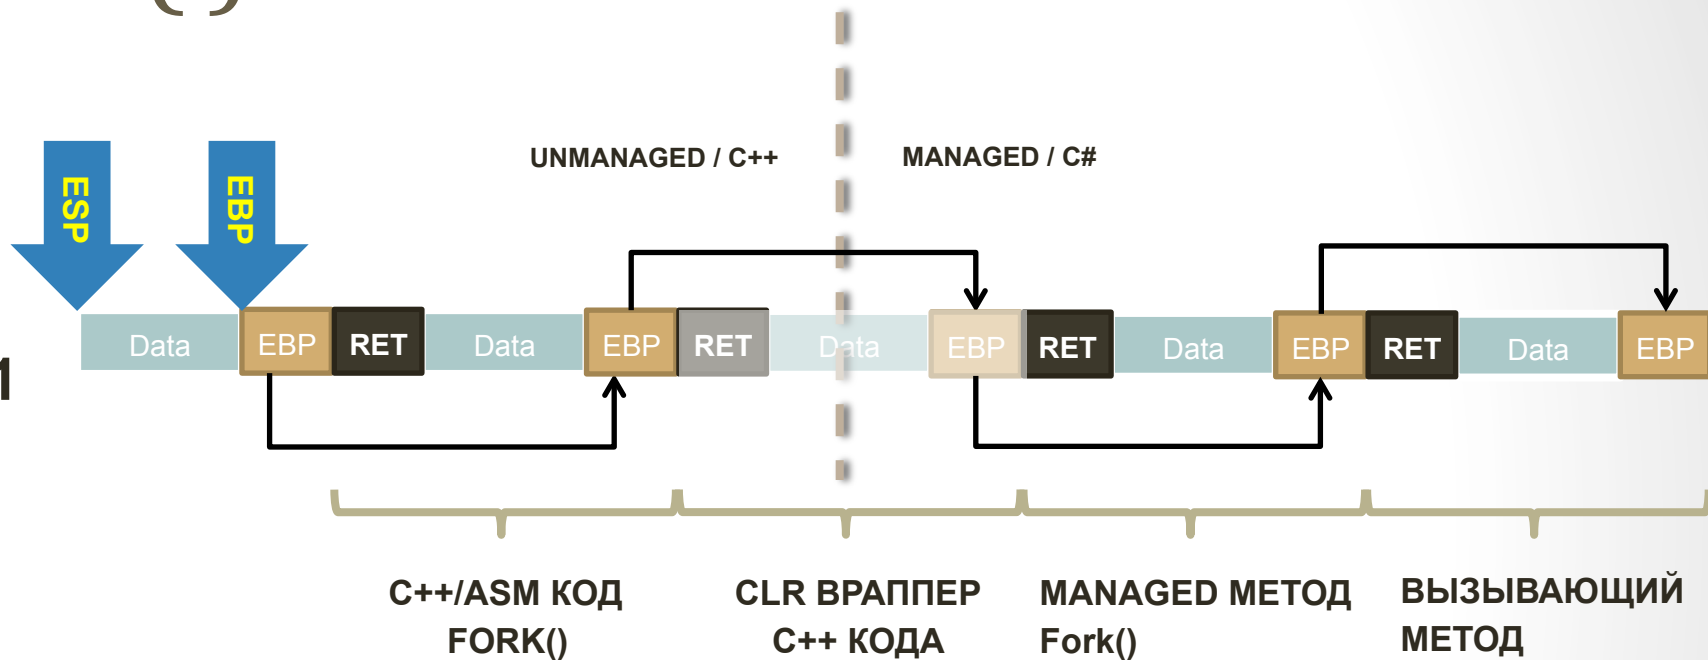 ()
UNMANAGED / C++
MANAGED / C#
ESP
EBP
Data EBP RET Data EBP RET Data EBP RET Data EBP RET Data EBP
И
C++/ASM КОД
FORK()
CLR ВРАППЕР
C++ КОДА
MANAGED МЕТОД
Fork()
ВЫЗЫВАЮЩИЙ
МЕТОД